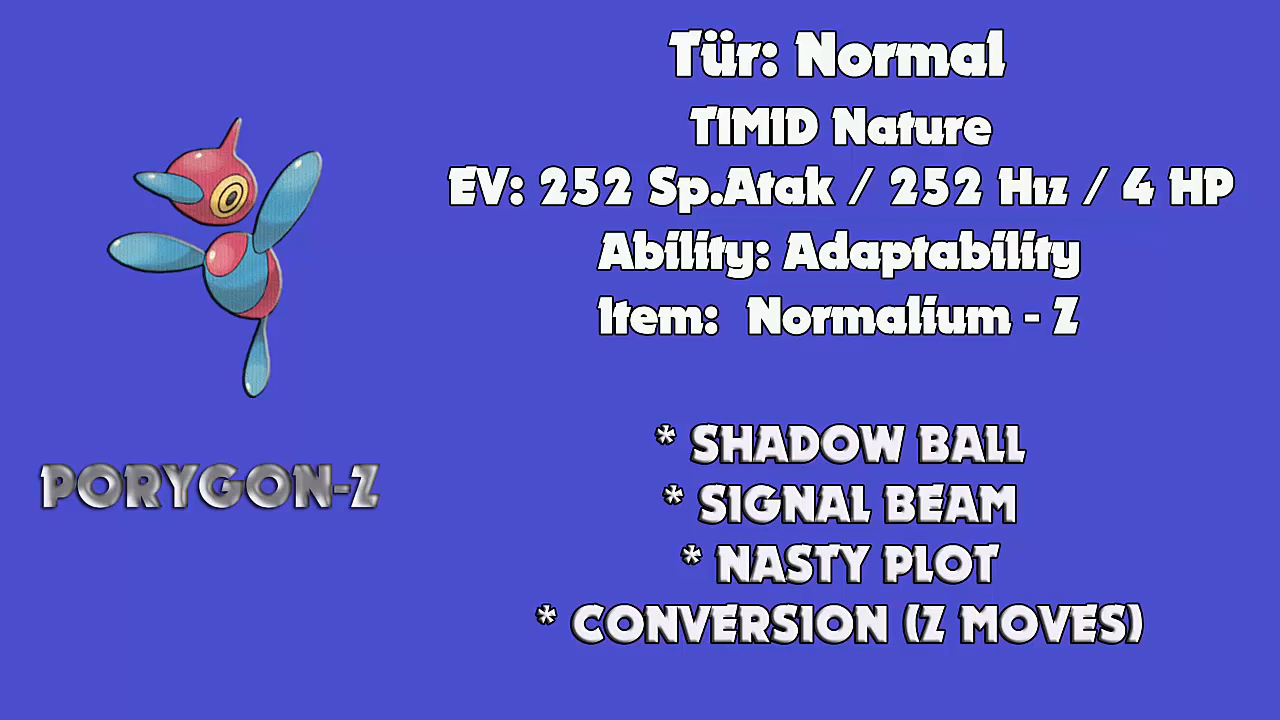 Tür: Normal
TIMID Nature
EV: 252 Sp.Atak / 252 Hız / 4 HP
Ability: Adaptability
Item: Normalium - Z
* SHADOW BALL
* SIGNAL BEAM
* NASTY PLOT
* CONVERSION (Z MOVES)
PORYGON-Z